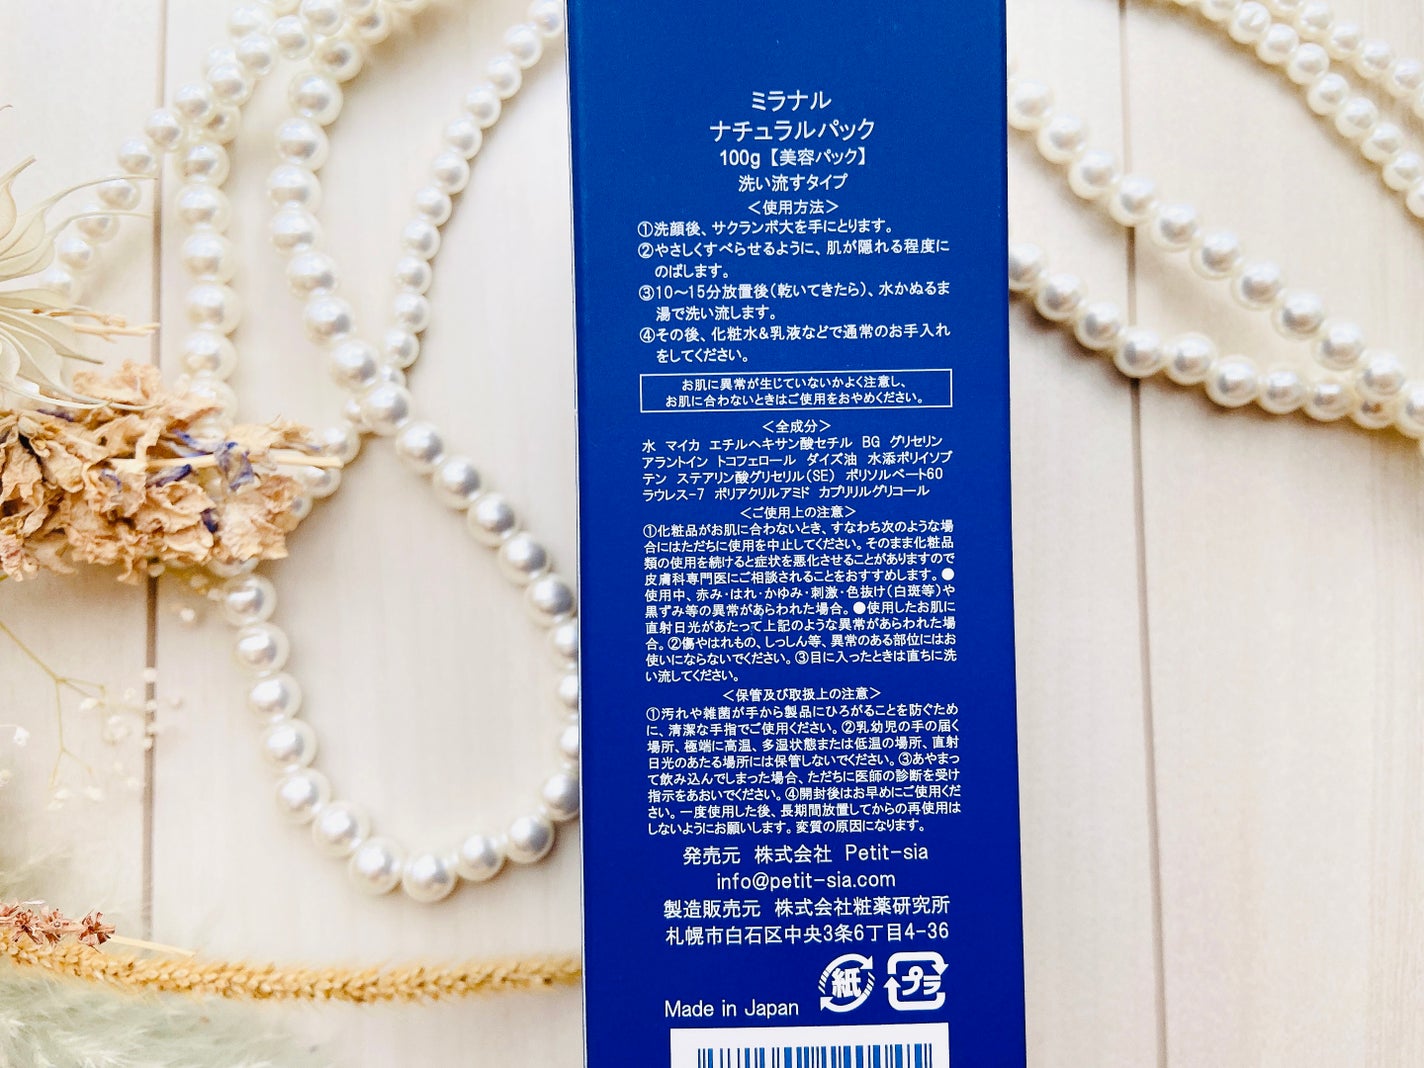 ミラナル
ナチュラルパック
100g【美容パック】
洗い流すタイプ
＜使用方法＞
①洗顔後、サクランボ大を手にとります。
②やさしくすべらせるように、肌が隠れる程度に
のばします。
③10～15分放置後(乾いてきたら)、水かぬるま
湯で洗い流します。
④その後、化粧水&乳液などで通常のお手入れ
をしてください。
お肌に異常が生じていないかよく注意し、
お肌に合わないときはご使用をおやめください。
＜全成分＞
水 マイカ エチルヘキサン酸セチル BG グリセリン
アラントイン トコフェロール ダイズ油 水添ポリイソブ
テン ステアリン酸グリセリル(SE) ポリソルベート60
ラウレス-7 ポリアクリルアミド カプリリルグリコール
＜ご使用上の注意＞
①化粧品がお肌に合わないとき、すなわち次のような場
合にはただちに使用を中止してください。そのまま化粧品
類の使用を続けると症状を悪化させることがありますので
皮膚科専門医にご相談されることをおすすめします。●
使用中、赤み・はれ・かゆみ・刺激・色抜け(白斑等)や
黒ずみ等の異常があらわれた場合。●使用したお肌に
直射日光があたって上記のような異常があらわれた場
合。②傷やはれもの、しっしん等、異常のある部位にはお
使いにならないでください。③目に入ったときは直ちに洗
い流してください。
＜保管及び取扱上の注意＞
①汚れや雑菌が手から製品にひろがることを防ぐため
に、清潔な手指でご使用ください。②乳幼児の手の届く
場所、極端に高温、多湿状態または低温の場所、直射
日光のあたる場所には保管しないでください。③あやまっ
て飲み込んでしまった場合、ただちに医師の診断を受け
指示をあおいでください。④開封後はお早めにご使用くだ
さい。一度使用した後、長期間放置してからの再使用は
しないようにお願いします。変質の原因になります。
発売元 株式会社 Petit-sia
info@petit-sia.com
製造販売元 株式会社粧薬研究所
札幌市白石区中央3条6丁目4-36
Made in Japan 紙 プラ